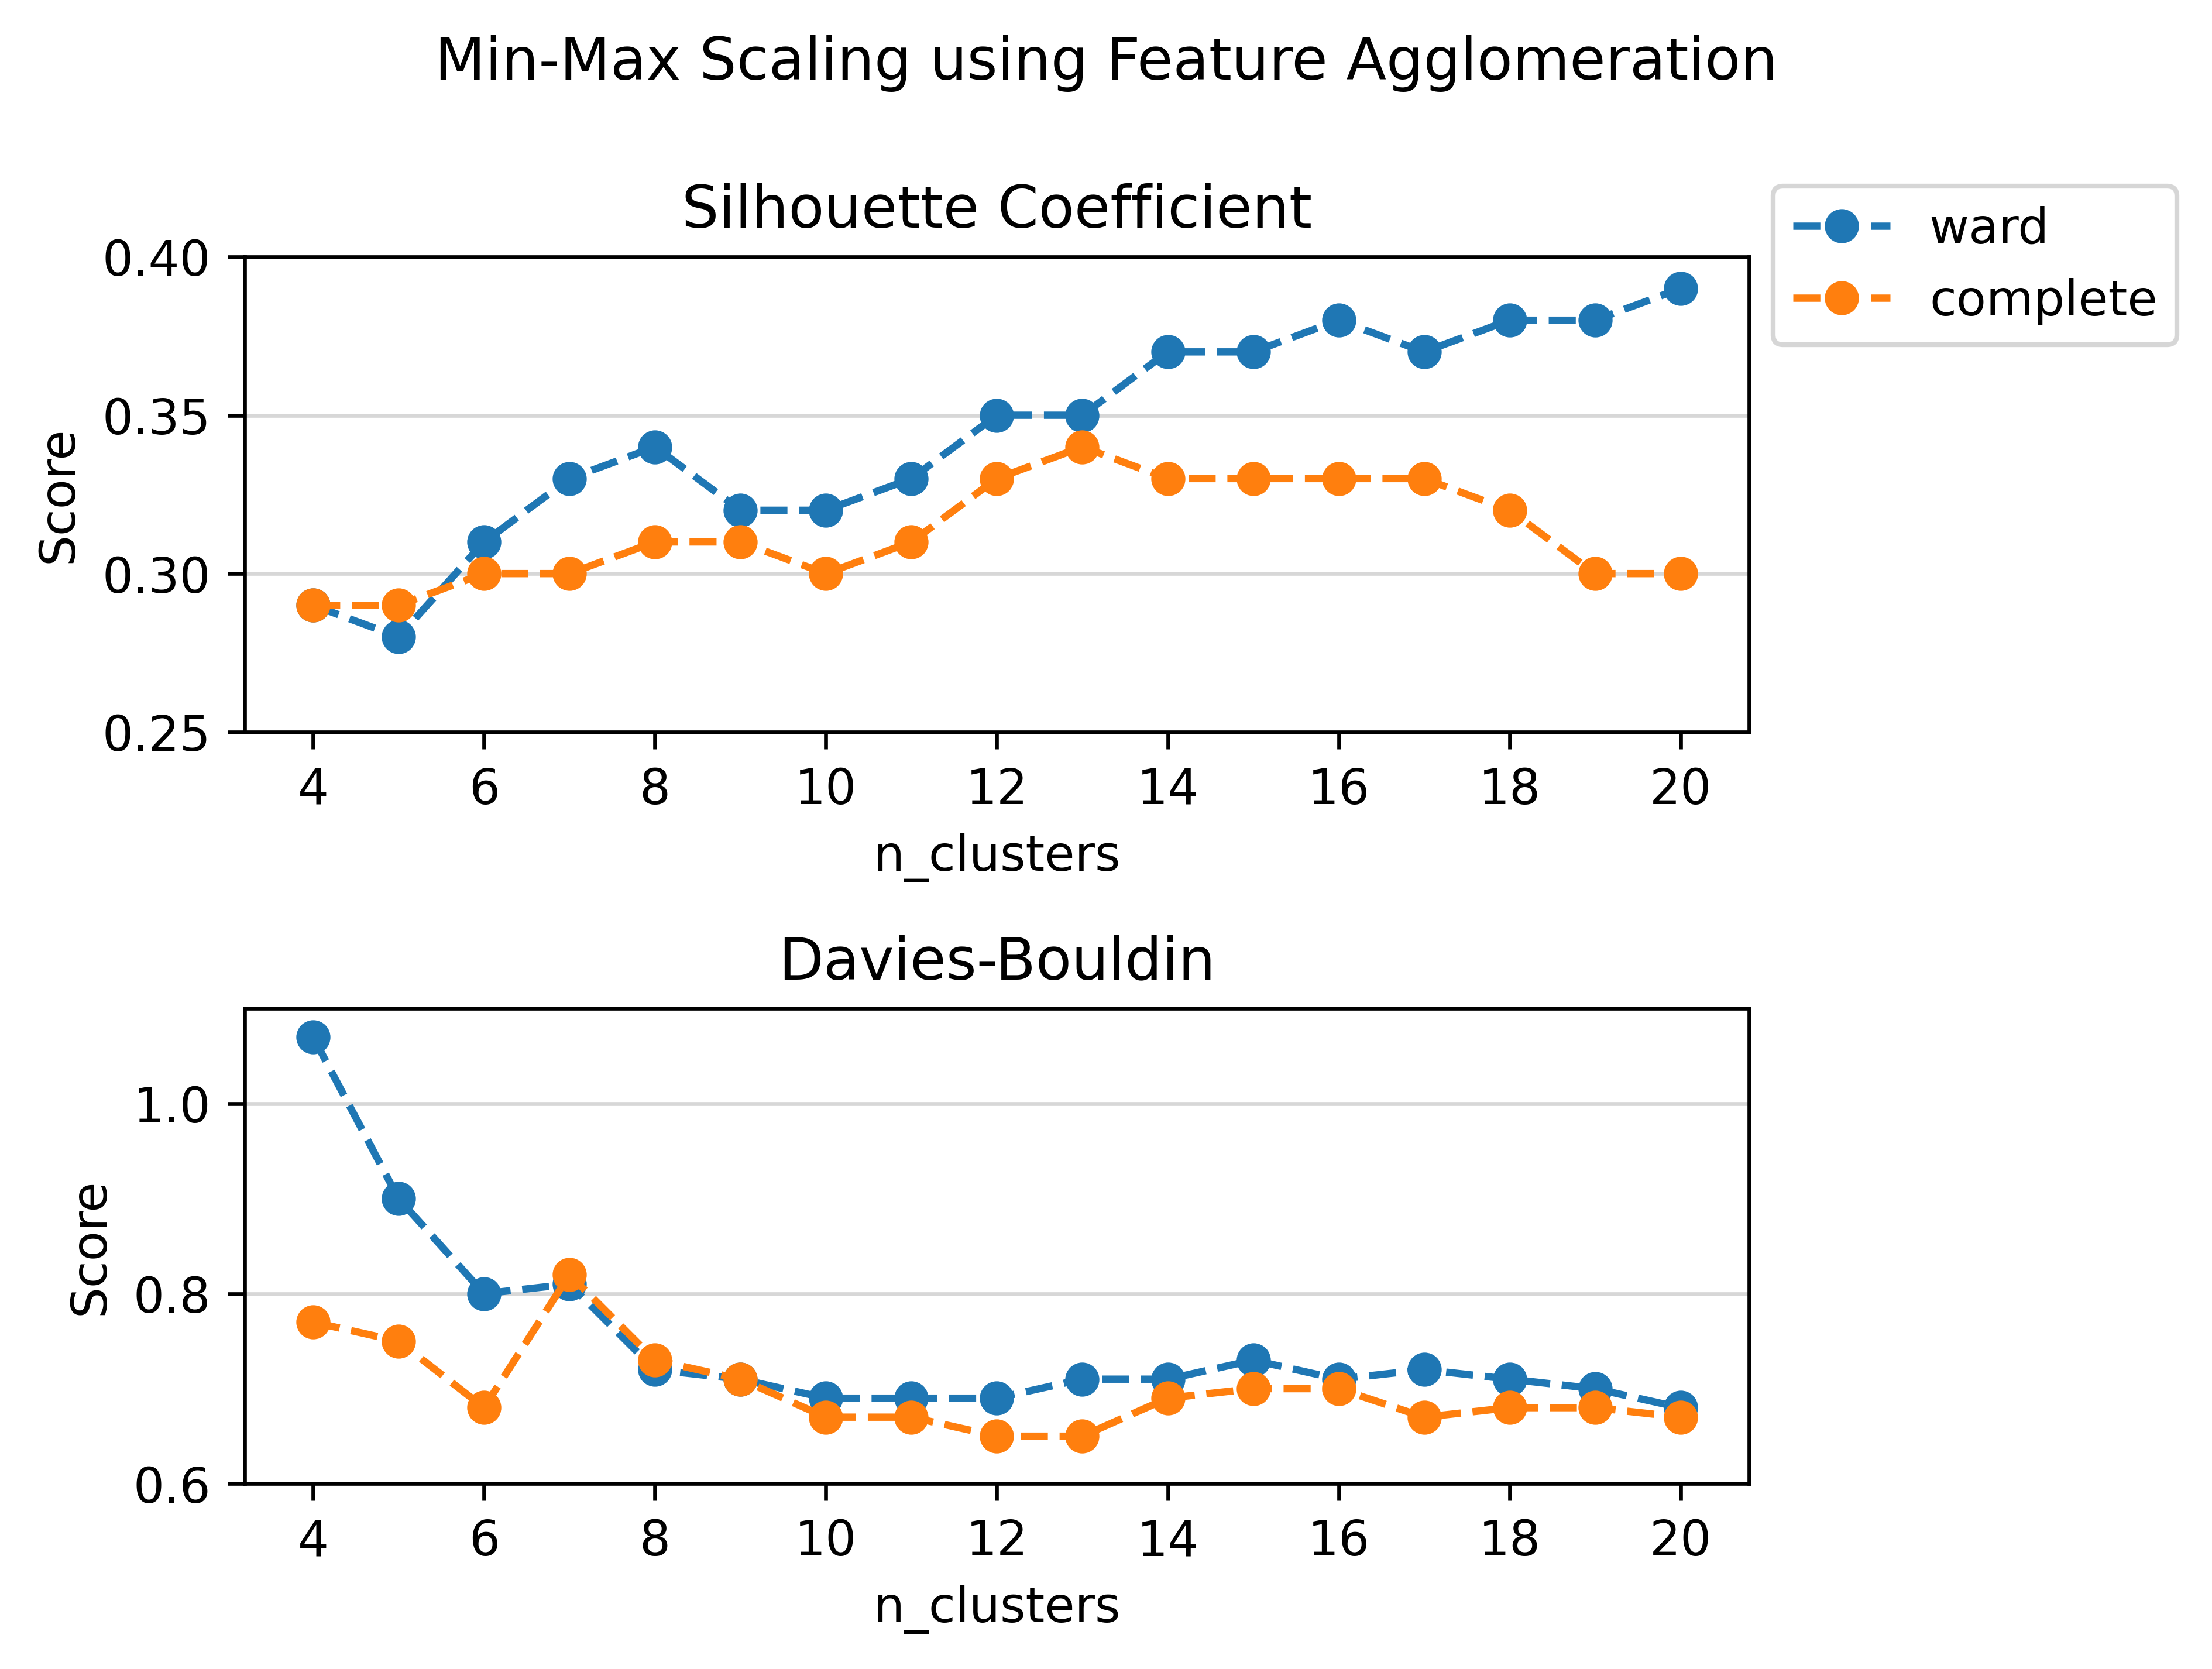 Min-Max Scaling using Feature Agglomeration
Silhouette Coefficient
ward
complete
0.40
0.35
0.30
0.25
Score
4 6 8 10 12 14 16 18 20
n_clusters
Davies-Bouldin
1.0
0.8
0.6
Score
4 6 8 10 12 14 16 18 20
n_clusters